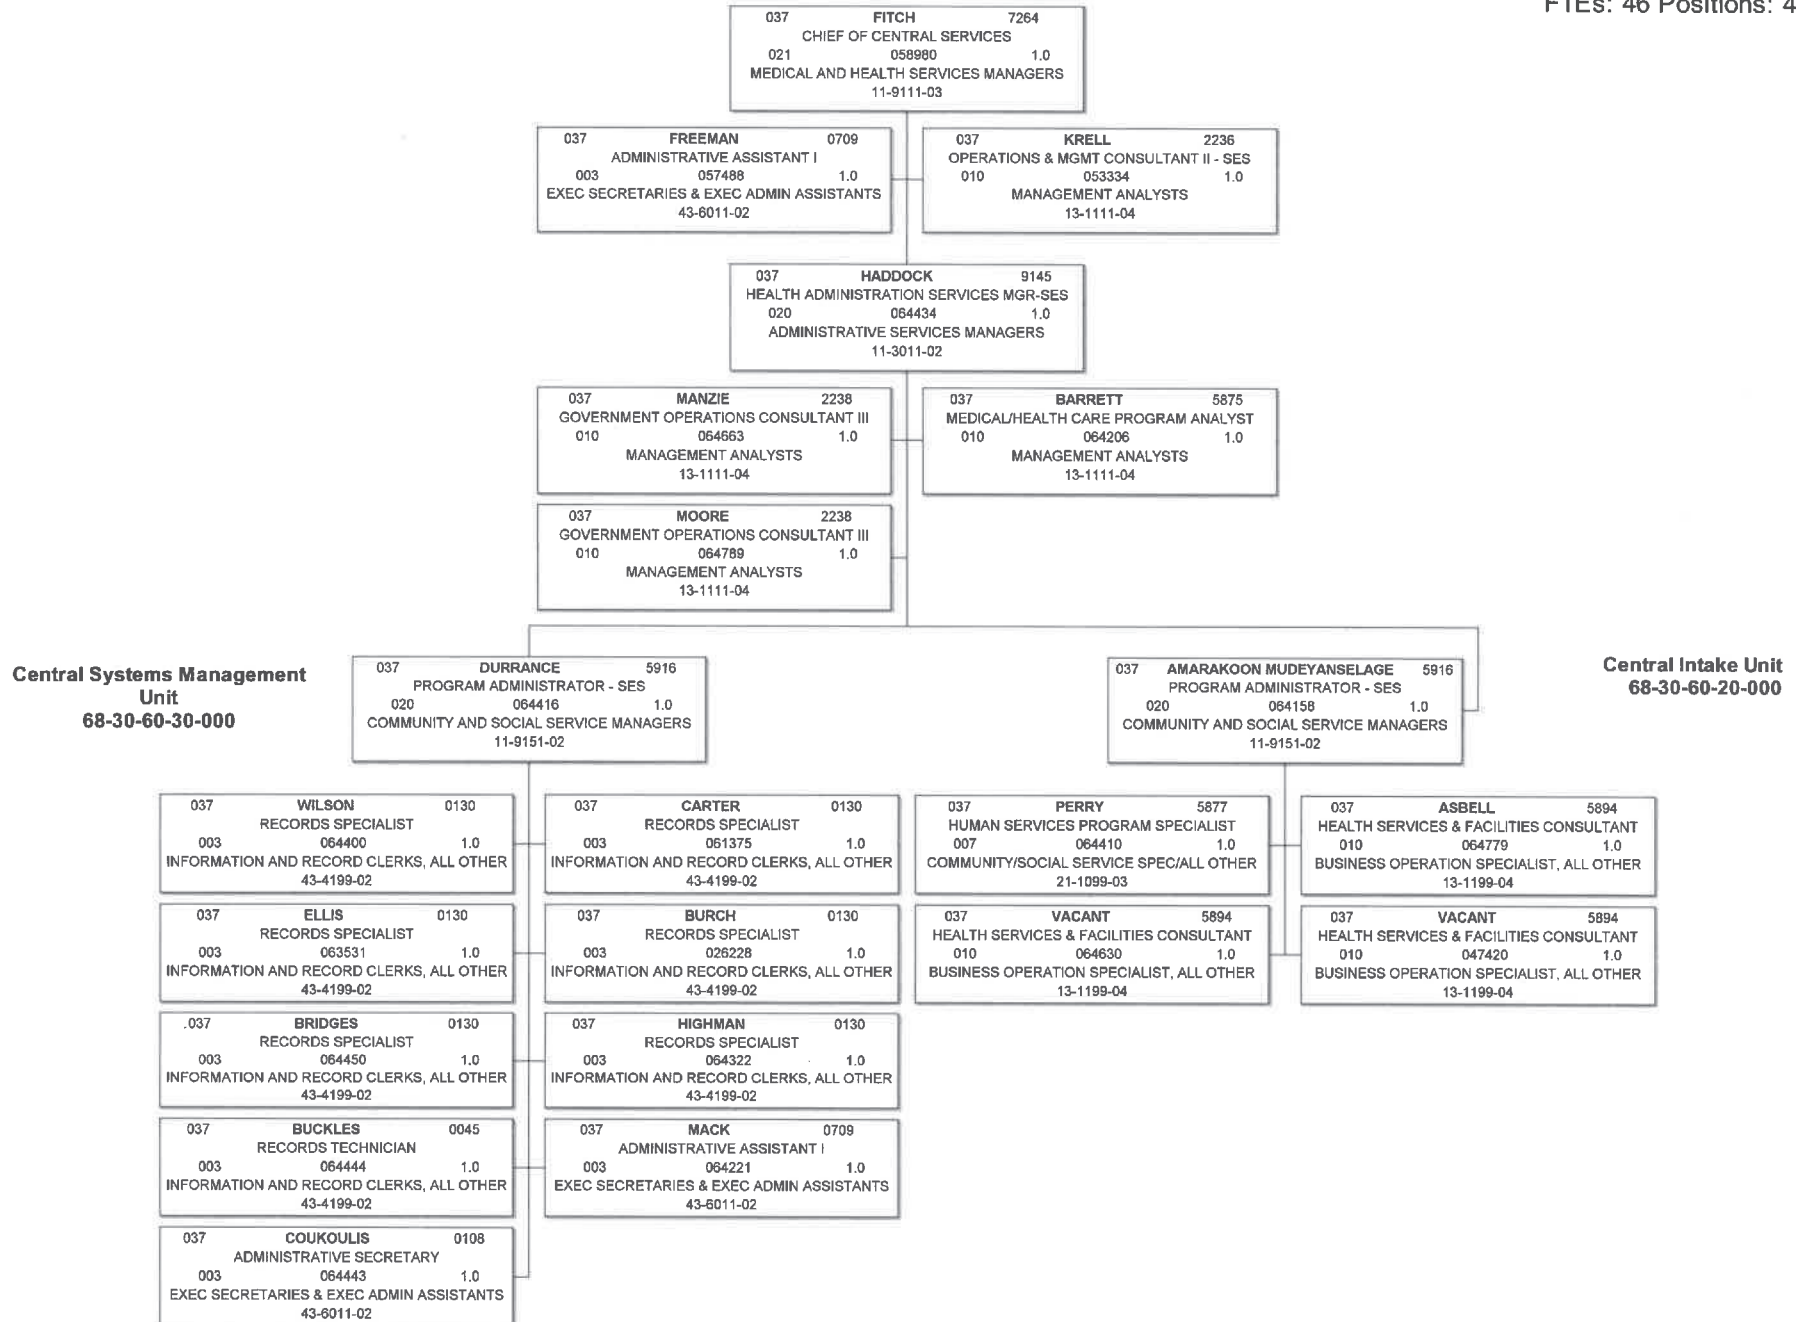 FTEs: 46 Positions: 4
037 FITCH 7264
CHIEF OF CENTRAL SERVICES
021 058980 1.0
MEDICAL AND HEALTH SERVICES MANAGERS
11-9111-03
037 FREEMAN 0709
ADMINISTRATIVE ASSISTANT I
003 057488 1.0
EXEC SECRETARIES & EXEC ADMIN ASSISTANTS
43-6011-02
037 KRELL 2236
OPERATIONS & MGMT CONSULTANT II - SES
010 053334 1.0
MANAGEMENT ANALYSTS
13-1111-04
037 HADDOCK 9145
HEALTH ADMINISTRATION SERVICES MGR-SES
020 064434 1.0
ADMINISTRATIVE SERVICES MANAGERS
11-3011-02
037 MANZIE 2238
GOVERNMENT OPERATIONS CONSULTANT III
010 064663 1.0
MANAGEMENT ANALYSTS
13-1111-04
037 BARRETT 5875
MEDICAL/HEALTH CARE PROGRAM ANALYST
010 064206 1.0
MANAGEMENT ANALYSTS
13-1111-04
037 MOORE 2238
GOVERNMENT OPERATIONS CONSULTANT III
010 064789 1.0
MANAGEMENT ANALYSTS
13-1111-04
Central Systems Management
Unit
68-30-60-30-000
037 DURRANCE 5916
PROGRAM ADMINISTRATOR - SES
020 064416 1.0
COMMUNITY AND SOCIAL SERVICE MANAGERS
11-9151-02
037 AMARAKOON MUDEYANSELAGE 5916
PROGRAM ADMINISTRATOR - SES
020 064158 1.0
COMMUNITY AND SOCIAL SERVICE MANAGERS
11-9151-02
Central Intake Unit
68-30-60-20-000
037 WILSON 0130
RECORDS SPECIALIST
003 064400 1.0
INFORMATION AND RECORD CLERKS, ALL OTHER
43-4199-02
037 CARTER 0130
RECORDS SPECIALIST
003 061375 1.0
INFORMATION AND RECORD CLERKS, ALL OTHER
43-4199-02
037 PERRY 5877
HUMAN SERVICES PROGRAM SPECIALIST
007 064410 1.0
COMMUNITY/SOCIAL SERVICE SPEC/ALL OTHER
21-1099-03
037 ASBELL 5894
HEALTH SERVICES & FACILITIES CONSULTANT
010 064779 1.0
BUSINESS OPERATION SPECIALIST, ALL OTHER
13-1199-04
037 ELLIS 0130
RECORDS SPECIALIST
003 063531 1.0
INFORMATION AND RECORD CLERKS, ALL OTHER
43-4199-02
037 BURCH 0130
RECORDS SPECIALIST
003 026228 1.0
INFORMATION AND RECORD CLERKS, ALL OTHER
43-4199-02
037 VACANT 5894
HEALTH SERVICES & FACILITIES CONSULTANT
010 064630 1.0
BUSINESS OPERATION SPECIALIST, ALL OTHER
13-1199-04
037 VACANT 5894
HEALTH SERVICES & FACILITIES CONSULTANT
010 047420 1.0
BUSINESS OPERATION SPECIALIST, ALL OTHER
13-1199-04
037 BRIDGES 0130
RECORDS SPECIALIST
003 064450 1.0
INFORMATION AND RECORD CLERKS, ALL OTHER
43-4199-02
037 HIGHMAN 0130
RECORDS SPECIALIST
003 064322 1.0
INFORMATION AND RECORD CLERKS, ALL OTHER
43-4199-02
037 BUCKLES 0045
RECORDS TECHNICIAN
003 064444 1.0
INFORMATION AND RECORD CLERKS, ALL OTHER
43-4199-02
037 MACK 0709
ADMINISTRATIVE ASSISTANT I
003 064221 1.0
EXEC SECRETARIES & EXEC ADMIN ASSISTANTS
43-6011-02
037 COUKOULIS 0108
ADMINISTRATIVE SECRETARY
003 064443 1.0
EXEC SECRETARIES & EXEC ADMIN ASSISTANTS
43-6011-02